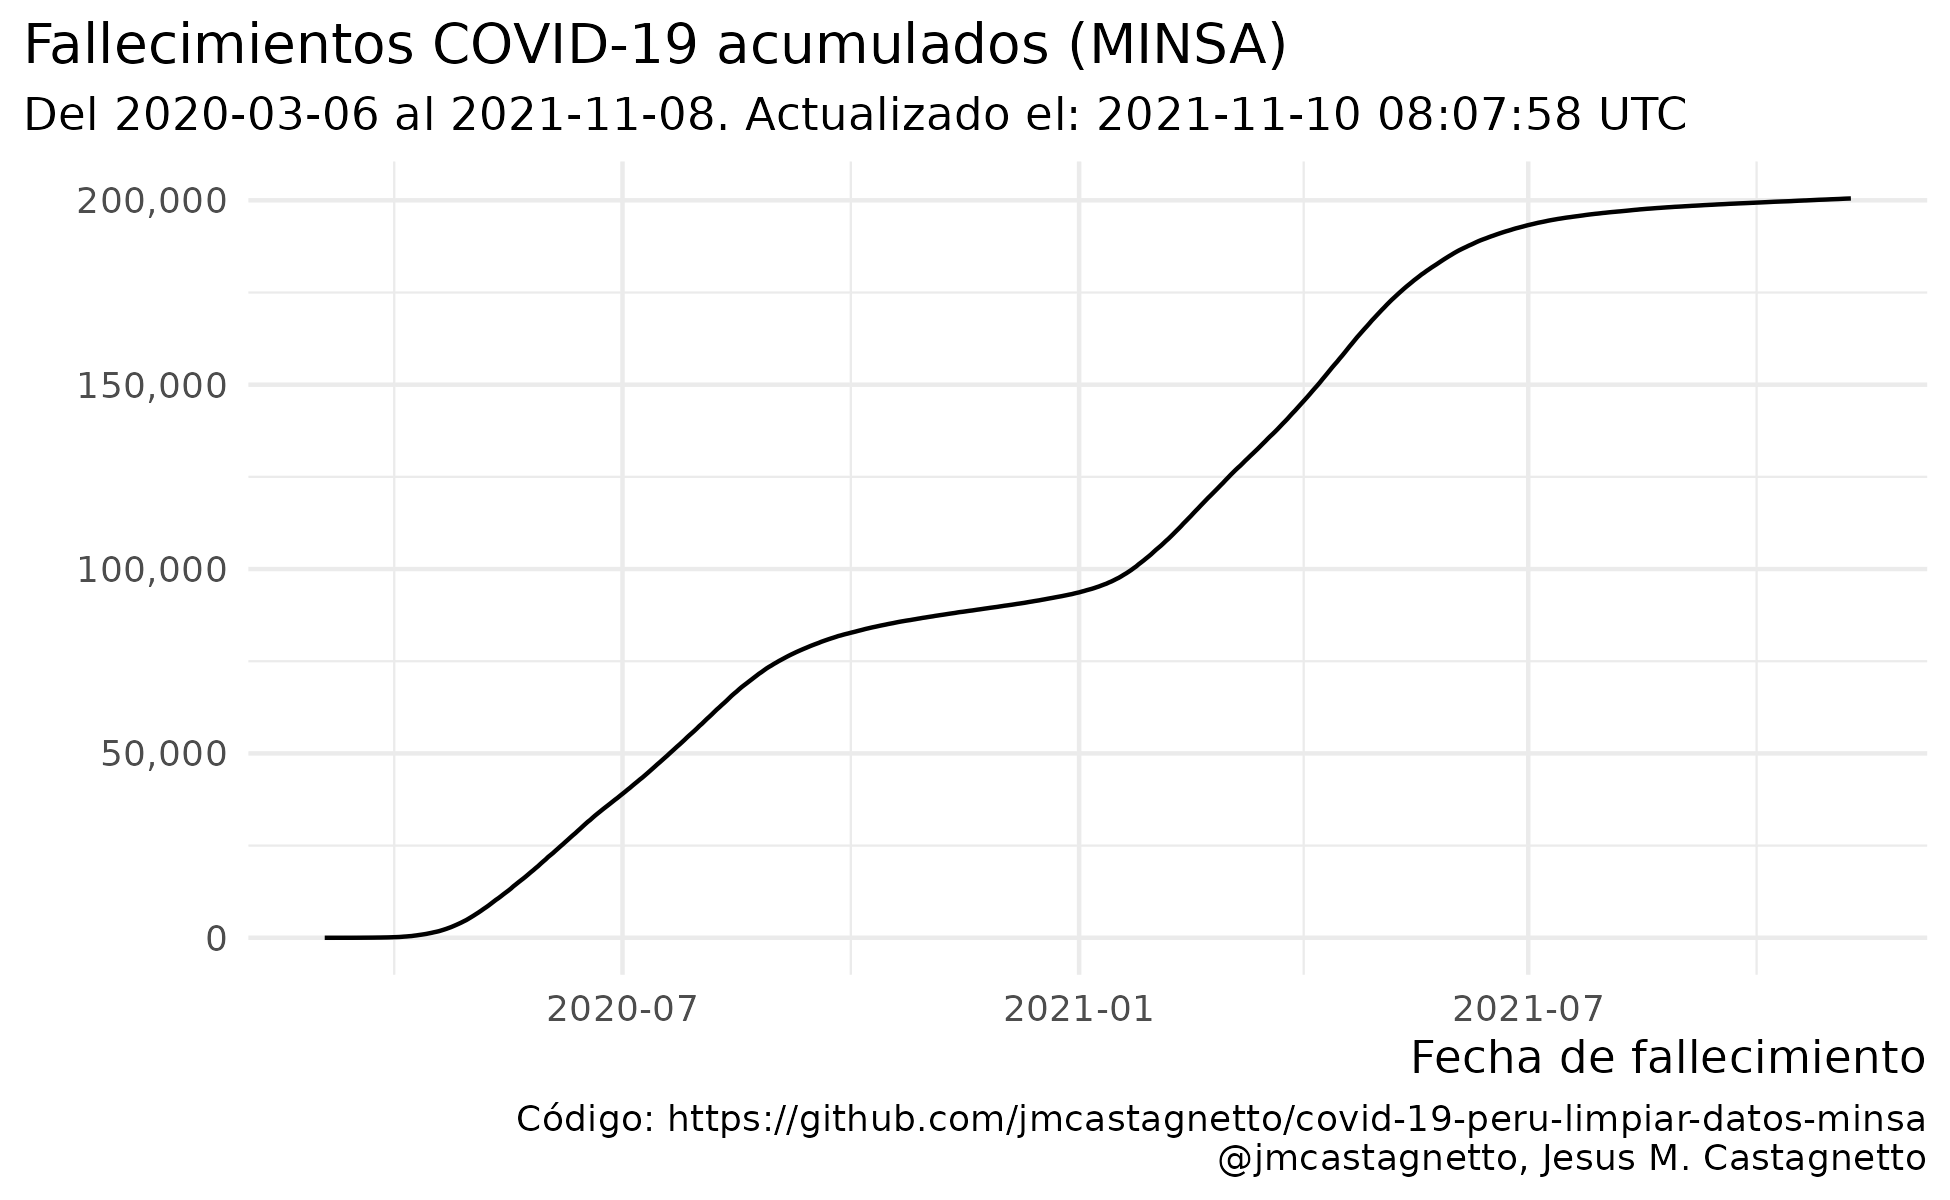 Fallecimientos COVID-19 acumulados (MINSA)
Del 2020-03-06 al 2021-11-08. Actualizado el: 2021-11-10 08:07:58 UTC
200,000
150,000
100,000
50,000
0
2020-07
2021-01
2021-07
Fecha de fallecimiento
Código: https://github.com/jmcastagnetto/covid-19-peru-limpiar-datos-minsa
@jmcastagnetto, Jesus M. Castagnetto